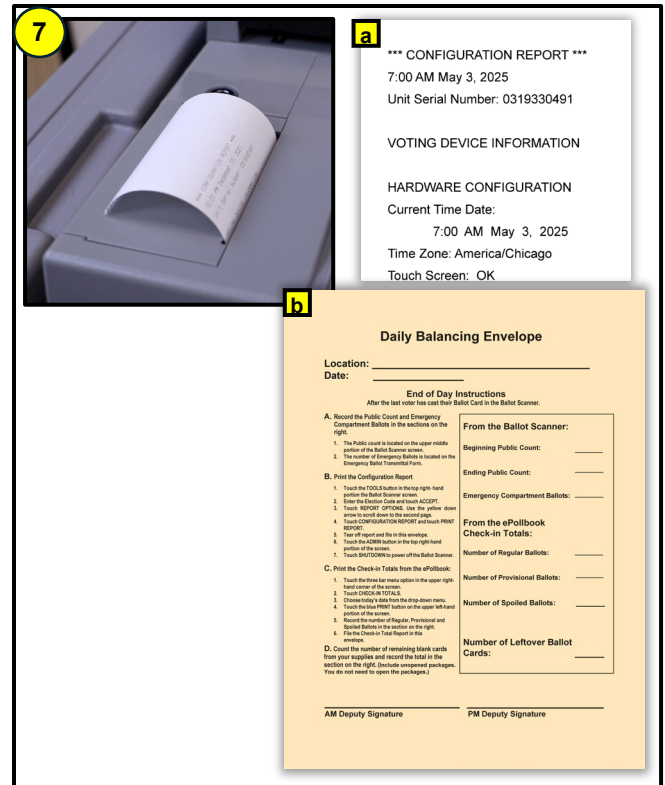 7
*** CONFIGURATION REPORT ***
a
*** CONFIGURATION REPORT ***
7:00 AM May 3, 2025
Unit Serial Number: 0319330491
VOTING DEVICE INFORMATION
HARDWARE CONFIGURATION
Current Time Date:
7:00 AM May 3, 2025
Time Zone: America/Chicago
Touch Screen: OK
b
Daily Balancing Envelope
Location:
Date:
End of Day Instructions
After the last voter has cast their Ballot Card in the Ballot Scanner.
A. Record the Public Count and Emergency
Compartment Ballots in the sections on the
right.
1. The Public count is located on the upper middle
portion of the Ballot Scanner screen.
2. The number of Emergency Ballots is located on the
Emergency Ballot Transmittal Form.
B. Print the Configuration Report
1. Touch the TOOLS button in the top right- hand
portion the Ballot Scanner screen.
2. Enter the Election Code and touch ACCEPT.
3. Touch REPORT OPTIONS. Use the yellow down
arrow to scroll down to the second page.
4. Touch CONFIGURATION REPORT and touch PRINT
REPORT.
5. Tear off report and file in this envelope.
6. Touch the ADMIN button in the top right-hand
portion of the screen.
7. Touch SHUTDOWN to power off the Ballot Scanner.
C. Print the Check-in Totals from the ePollbook:
1. Touch the three bar menu option in the upper right-
hand corner of the screen.
2. Touch CHECK-IN TOTALS.
3. Choose today's date from the drop-down menu.
4. Touch the blue PRINT button on the upper left-hand
portion of the screen.
5. Record the number of Regular, Provisional and
Spoiled Ballots in the section on the right.
6. File the Check-in Total Report in this
envelope.
D. Count the number of remaining blank cards
from your supplies and record the total in the
section on the right. (Include unopened packages.
You do not need to open the packages.)
From the Ballot Scanner:
Beginning Public Count:
Ending Public Count:
Emergency Compartment Ballots:
From the ePollbook
Check-in Totals:
Number of Regular Ballots:
Number of Provisional Ballots:
Number of Spoiled Ballots:
Number of Leftover Ballot
Cards:
AM Deputy Signature
PM Deputy Signature